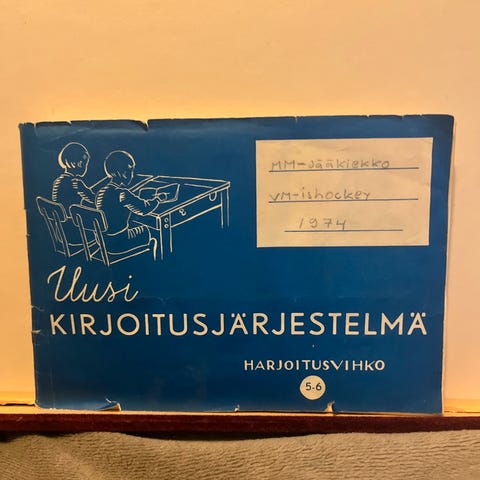 MM-Jääkiekko
VM-ishockey
1974
Uusi
KIRJOITUSJÄRJESTELMÄ
HARJOITUSVIHKO
5-6